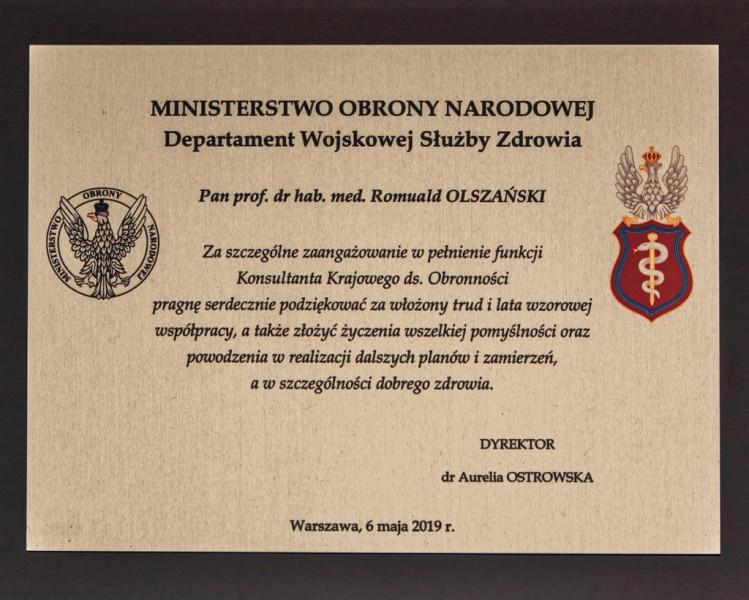 MINISTERSTWO OBRONY NARODOWEJ
Departament Wojskowej Służby Zdrowia
Pan prof. dr hab. med. Romuald OLSZAŃSKI
MINISTERSTWO OBRONY NARODOWEJ
Za szczególne zaangażowanie w pełnienie funkcji
Konsultanta Krajowego ds. Obronności
pragnę serdecznie podziękować za włożony trud i lata wzorowej
współpracy, a także złożyć życzenia wszelkiej pomyślności oraz
powodzenia w realizacji dalszych planów i zamierzeń,
a w szczególności dobrego zdrowia.
DYREKTOR
dr Aurelia OSTROWSKA
Warszawa, 6 maja 2019 r.